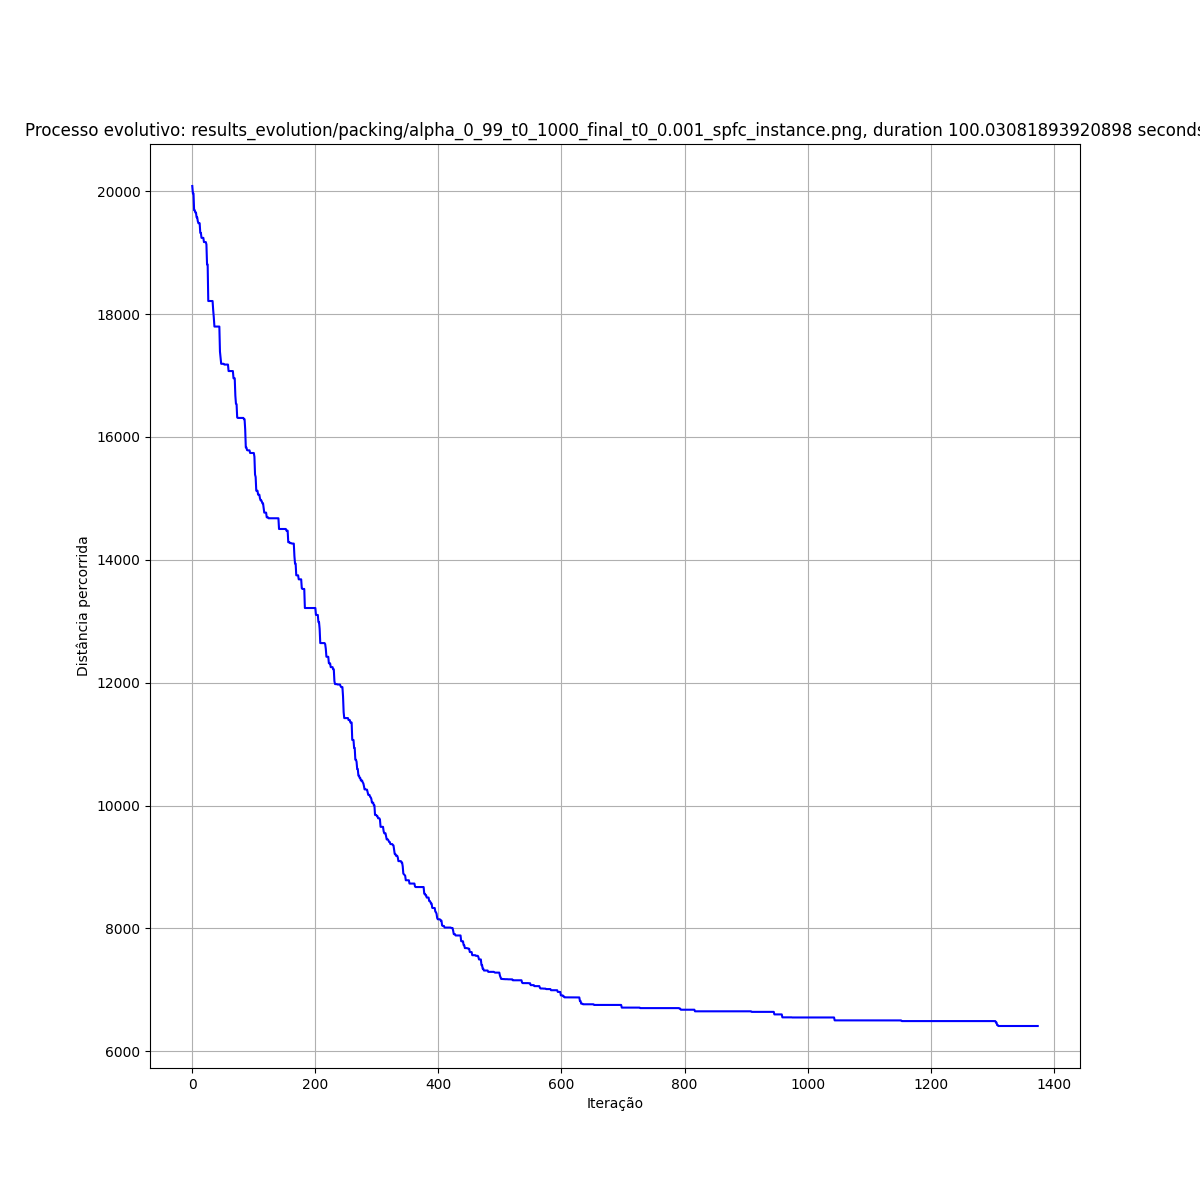 Processo evolutivo: results_evolution/packing/alpha_0_99_t0_1000_final_t0_0.001_spfc_instance.png, duration 100.03081893920898 seconds
20000
18000
16000
14000
12000
10000
8000
6000
Distância percorrida
0 200 400 600 800 1000 1200 1400
Iteração